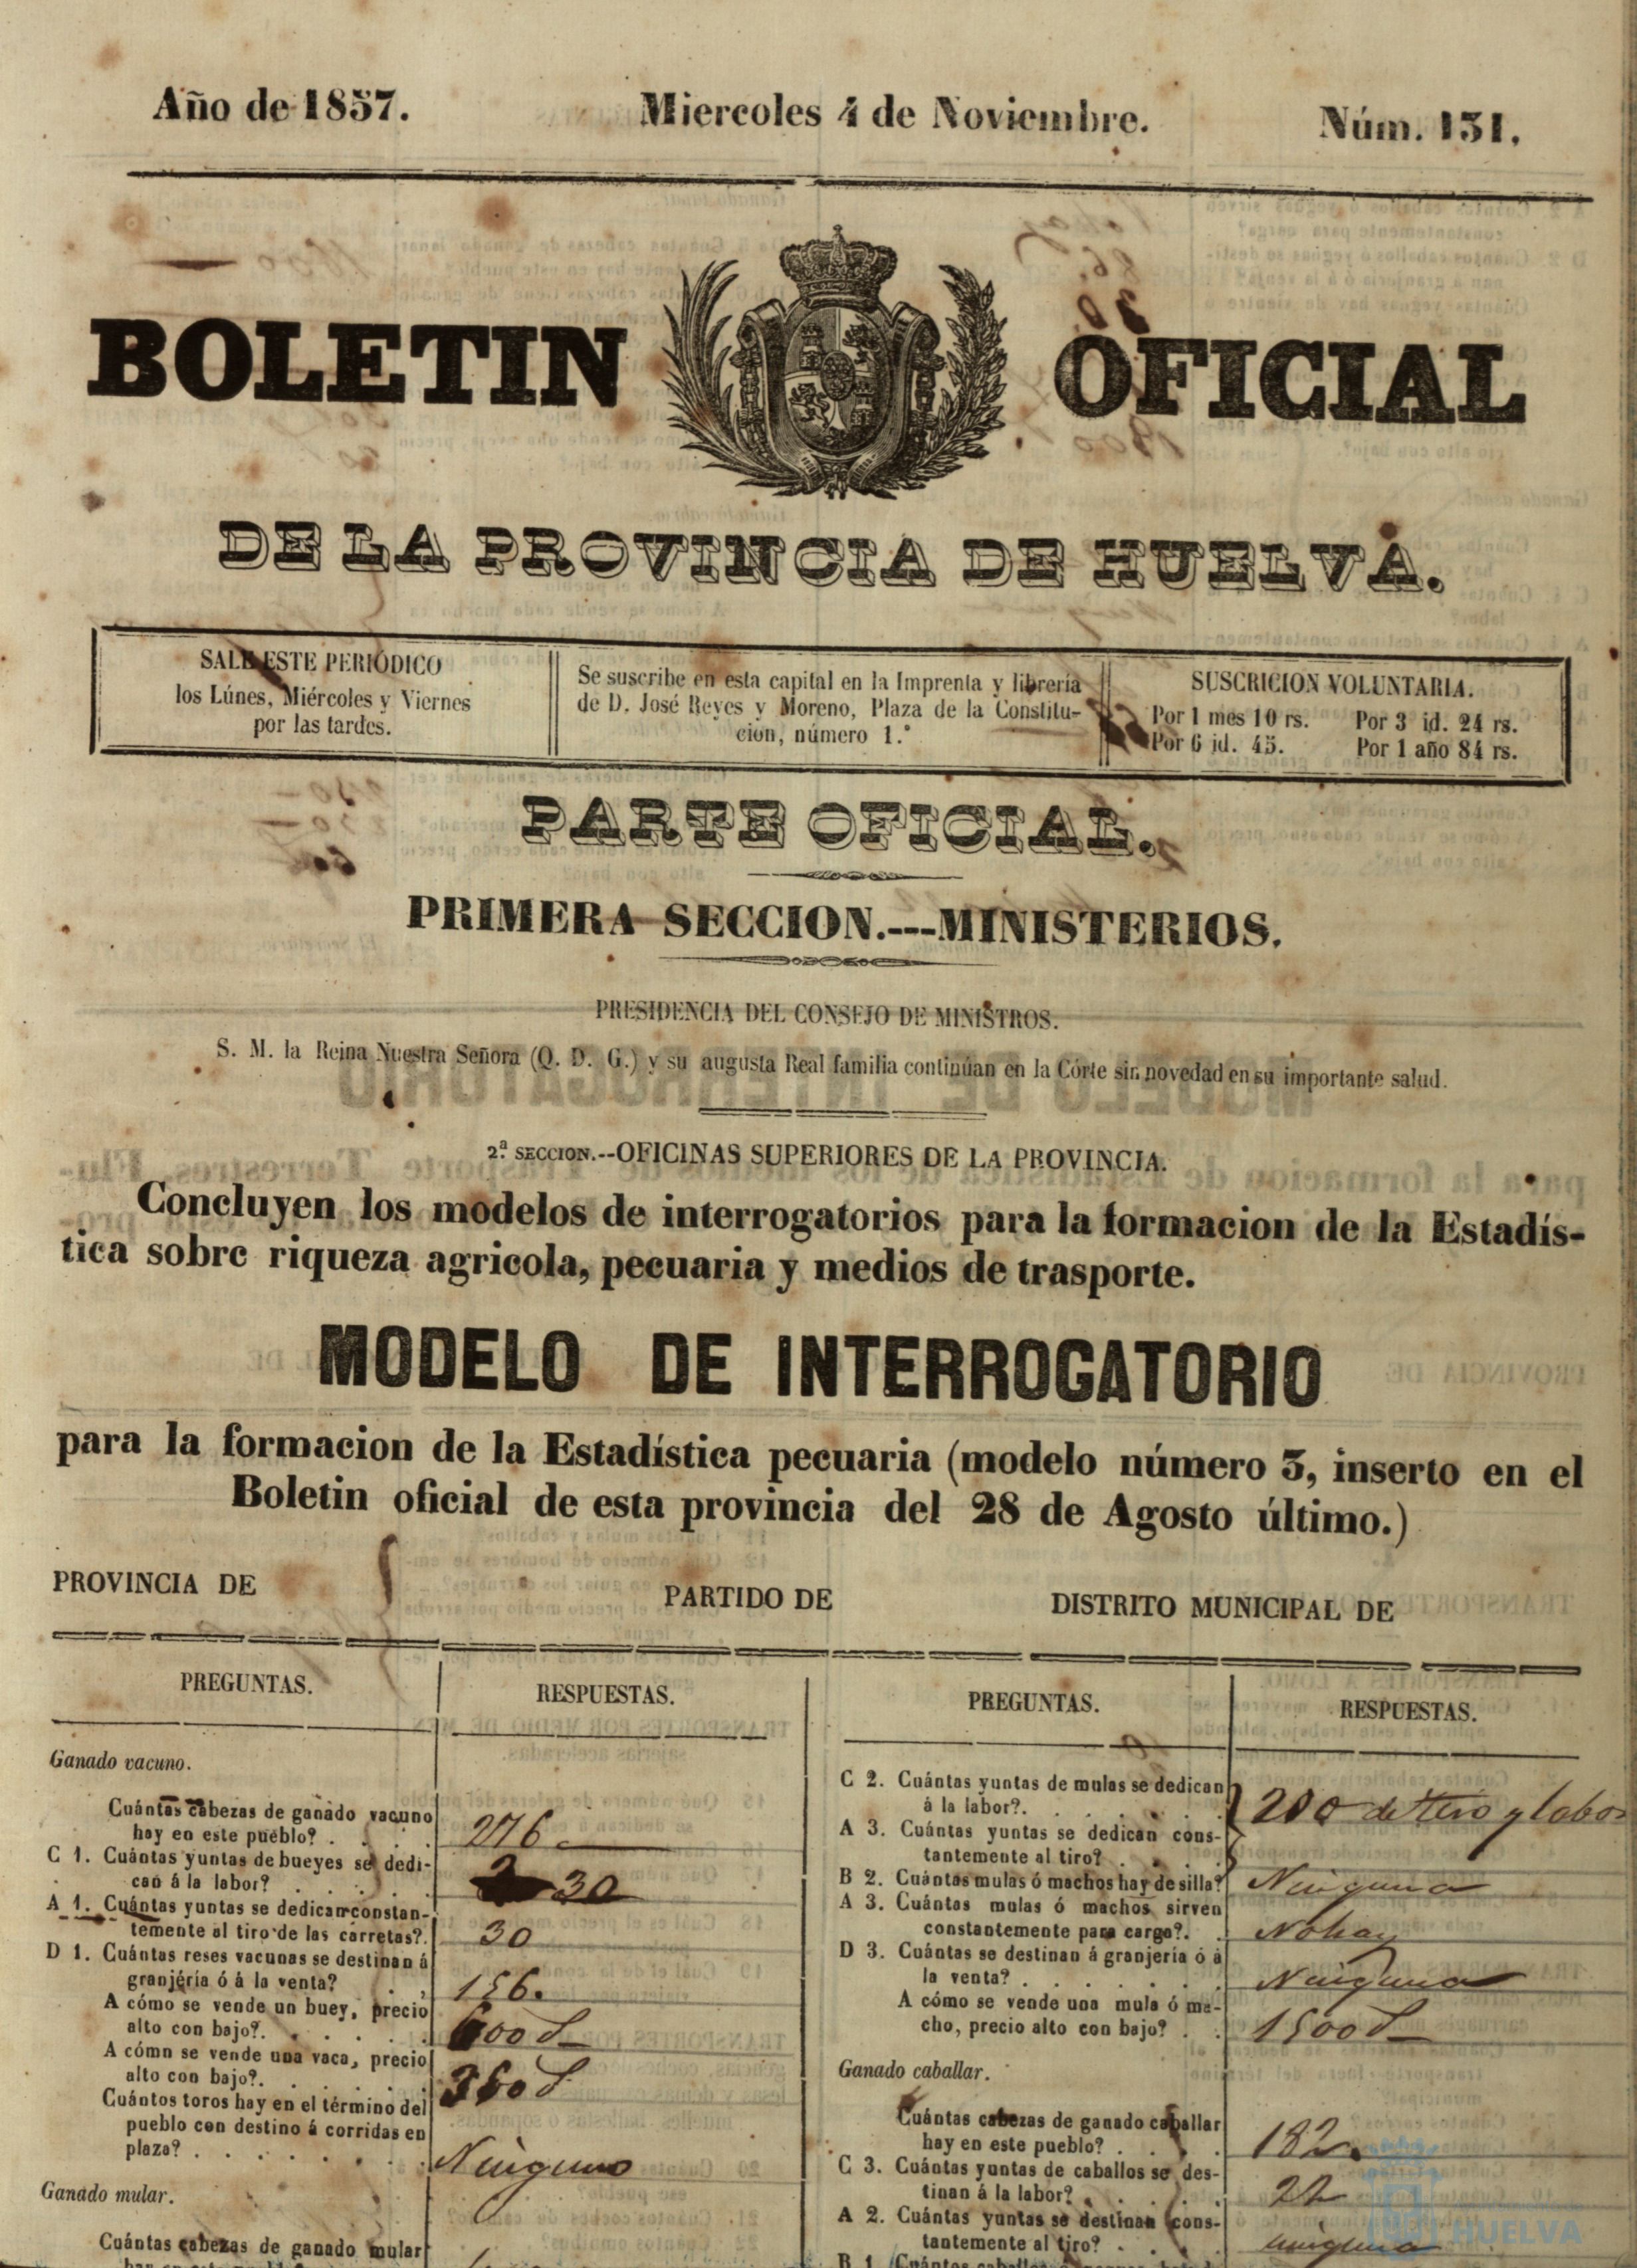 Año de 1857.
Miercoles 4 de Noviembre.
Núm. 131.
BOLETIN OFICIAL
DE LA PROVINCIA DE HUELVA.
SALE ESTE PERIÓDICO
los Lúnes, Miércoles y Viernes
por las tardes.
Se suscribe en esta capital en la Imprenta y librería
de D. José Reyes y Moreno, Plaza de la Constitu-
cion, número 1.°
SUSCRICION VOLUNTARIA.
Por 1 mes 10 rs. Por 3 id. 24 rs.
Por 6 id. 45. Por 1 año 84 rs.
PARTE OFICIAL.
PRIMERA SECCION.---MINISTERIOS.
PRESIDENCIA DEL CONSEJO DE MINISTROS.
S. M. la Reina Nuestra Señora (Q. D. G.) y su augusta Real familia continúan en la Córte sin novedad en su importante salud.
2.ª SECCION.--OFICINAS SUPERIORES DE LA PROVINCIA.
Concluyen los modelos de interrogatorios para la formacion de la Estadís-
tica sobre riqueza agricola, pecuaria y medios de trasporte.
MODELO DE INTERROGATORIO
para la formacion de la Estadística pecuaria (modelo número 3, inserto en el
Boletin oficial de esta provincia del 28 de Agosto último.)
PROVINCIA DE
PARTIDO DE
DISTRITO MUNICIPAL DE
PREGUNTAS.
RESPUESTAS.
Ganado vacuno.
Cuántas cabezas de ganado vacuno
hay en este pueblo? . . . .
276
C 1. Cuántas yuntas de bueyes se dedi-
can á la labor? . . . . .
30
A 1. Cuántas yuntas se dedican constan-
temente al tiro de las carretas?.
30
D 1. Cuántas reses vacunas se destinan á
granjería ó á la venta? . . .
156.
A cómo se vende un buey, precio
alto con bajo?. . . . . .
600
A cómn se vende una vaca, precio
alto con bajo?. . . . . .
Cuántos toros hay en el término del
pueblo con destino á corridas en
plaza? . . . . . . . .
Ninguno
Ganado mular.
Cuántas cabezas de ganado mular
PREGUNTAS.
RESPUESTAS.
C 2. Cuántas yuntas de mulas se dedican
á la labor?. . . . . .
200 de tiro y labor
A 3. Cuántas yuntas se dedican cons-
tantemente al tiro? . . . .
B 2. Cuántas mulas ó machos hay de silla?
Ninguna
A 3. Cuántas mulas ó machos sirven
constantemente para carga?. .
No hay
D 3. Cuántas se destinan á granjería ó á
la venta? . . . . . . .
Ninguna
A cómo se vende una mula ó ma-
cho, precio alto con bajo? . .
1500
Ganado caballar.
Cuántas cabezas de ganado caballar
hay en este pueblo? . . . .
182.
C 3. Cuántas yuntas de caballos se des-
tinan á la labor? . . . . .
22
A 2. Cuántas yuntas se destinan cons-
tantemente al tiro? . . . .
ninguna
HUELVA